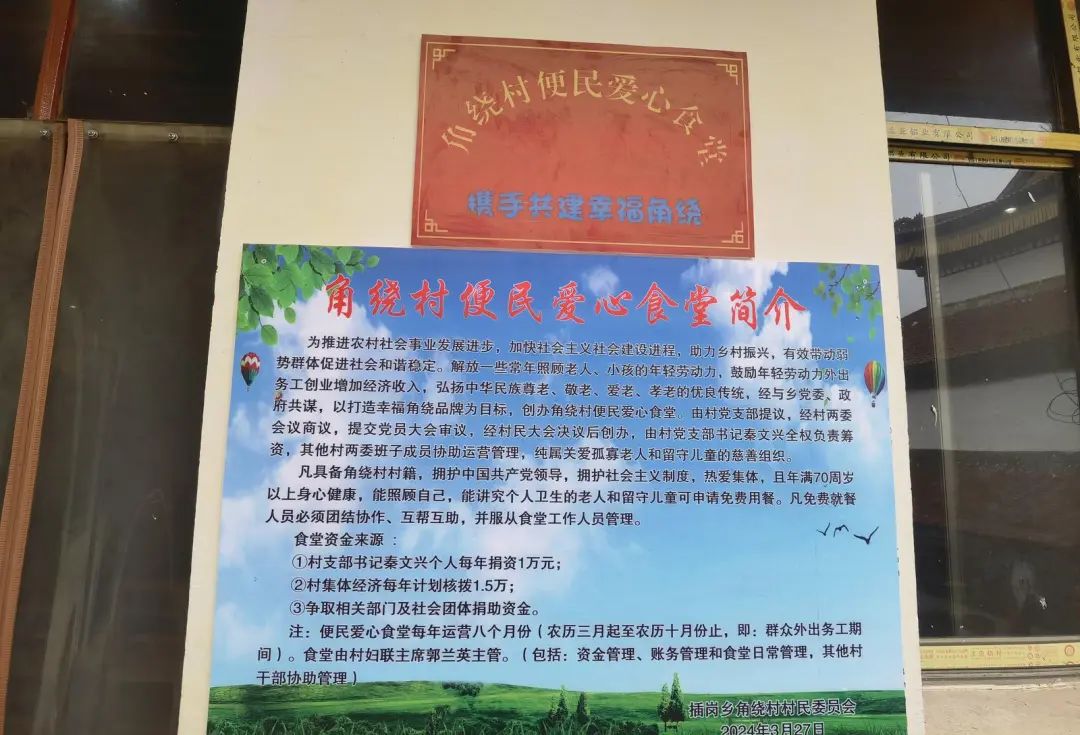 角绕村便民爱心食堂
携手共建幸福角绕
角绕村便民爱心食堂简介
为推进农村社会事业发展进步，加快社会主义社会建设进程，助力乡村振兴，有效带动弱
势群体促进社会和谐稳定。解放一些常年照顾老人、小孩的年轻劳动力，鼓励年轻劳动力外出
务工创业增加经济收入，弘扬中华民族尊老、敬老、爱老、孝老的优良传统，经与乡党委、政
府共谋，以打造幸福角绕品牌为目标，创办角绕村便民爱心食堂。由村党支部提议，经村两委
会议商议，提交党员大会审议，经村民大会决议后创办，由村党支部书记秦文兴全权负责筹
资，其他村两委班子成员协助运营管理，纯属关爱孤寡老人和留守儿童的慈善组织。
凡具备角绕村村籍，拥护中国共产党领导，拥护社会主义制度，热爱集体，且年满70周岁
以上身心健康，能照顾自己，能讲究个人卫生的老人和留守儿童可申请免费用餐。凡免费就餐
人员必须团结协作、互帮互助，并服从食堂工作人员管理。
食堂资金来源：
①村支部书记秦文兴个人每年捐资1万元；
②村集体经济每年计划核拨1.5万；
③争取相关部门及社会团体捐助资金。
注：便民爱心食堂每年运营八个月份（农历三月起至农历十月份止，即：群众外出务工期
间）。食堂由村妇联主席郭兰英主管。（包括：资金管理、账务管理和食堂日常管理，其他村
干部协助管理）
插岗乡角绕村村民委员会
2024年3月27日